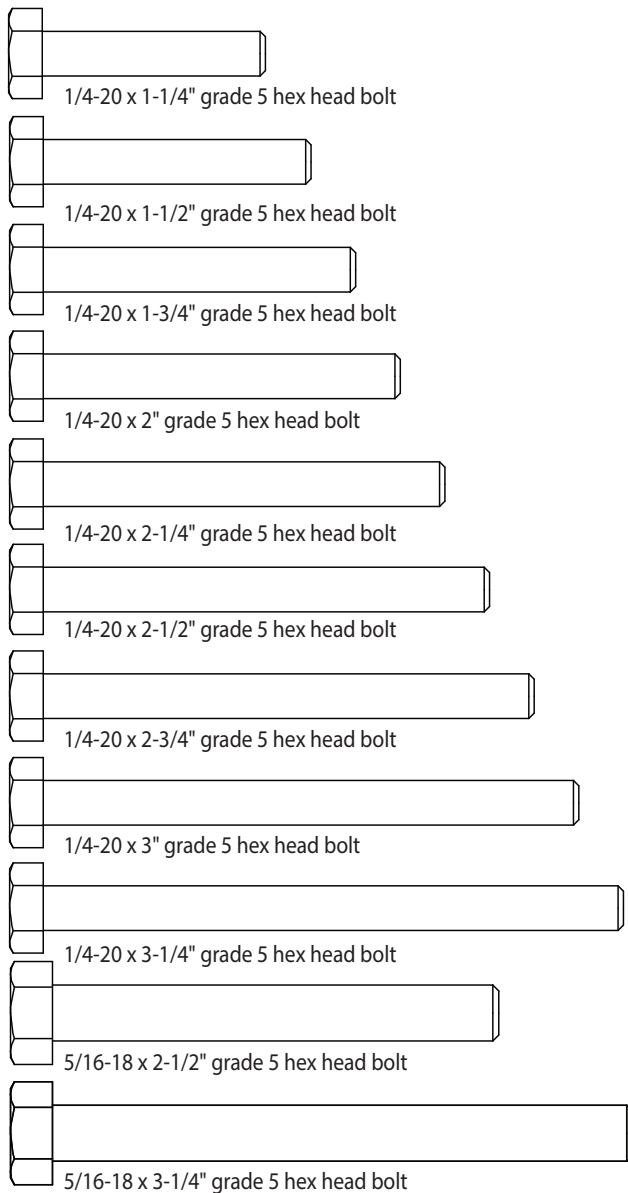 1/4-20 x 1-1/4" grade 5 hex head bolt
1/4-20 x 1-1/2" grade 5 hex head bolt
1/4-20 x 1-3/4" grade 5 hex head bolt
1/4-20 x 2" grade 5 hex head bolt
1/4-20 x 2-1/4" grade 5 hex head bolt
1/4-20 x 2-1/2" grade 5 hex head bolt
1/4-20 x 2-3/4" grade 5 hex head bolt
1/4-20 x 3" grade 5 hex head bolt
1/4-20 x 3-1/4" grade 5 hex head bolt
5/16-18 x 2-1/2" grade 5 hex head bolt
5/16-18 x 3-1/4" grade 5 hex head bolt